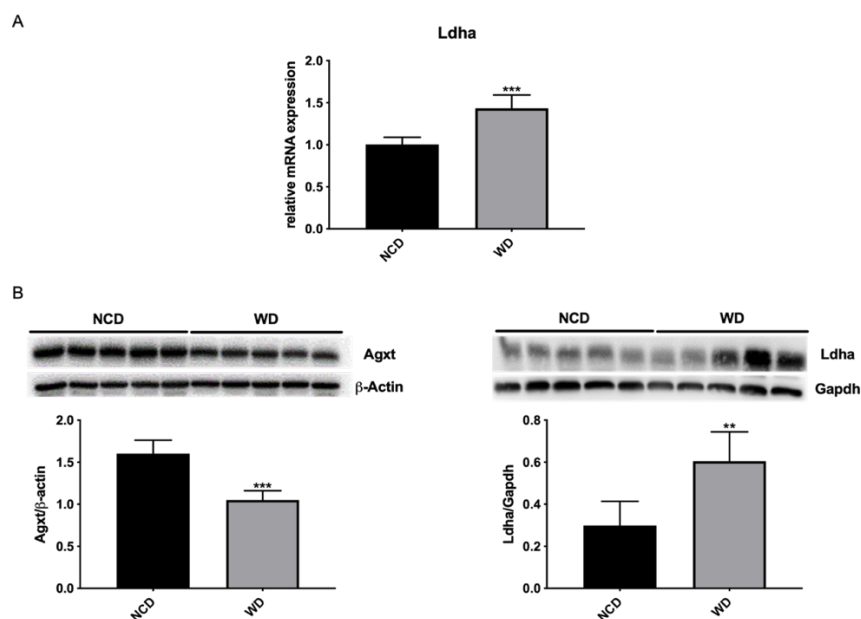 A
Ldha
relative mRNA expression
2.0
1.5
1.0
0.5
0.0
***
NCD
WD
B
NCD WD
Agxt
β-Actin
Agxt/β-actin
2.0
1.5
1.0
0.5
0.0
***
NCD
WD
NCD WD
Ldha
Gapdh
Ldha/Gapdh
0.8
0.6
0.4
0.2
0.0
**
NCD
WD